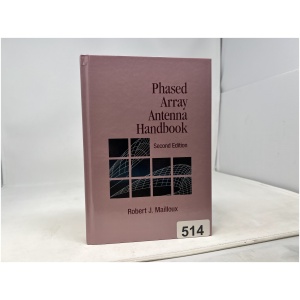 Phased
Array
Antenna
Handbook
Second Edition
Robert J. Mailloux
514